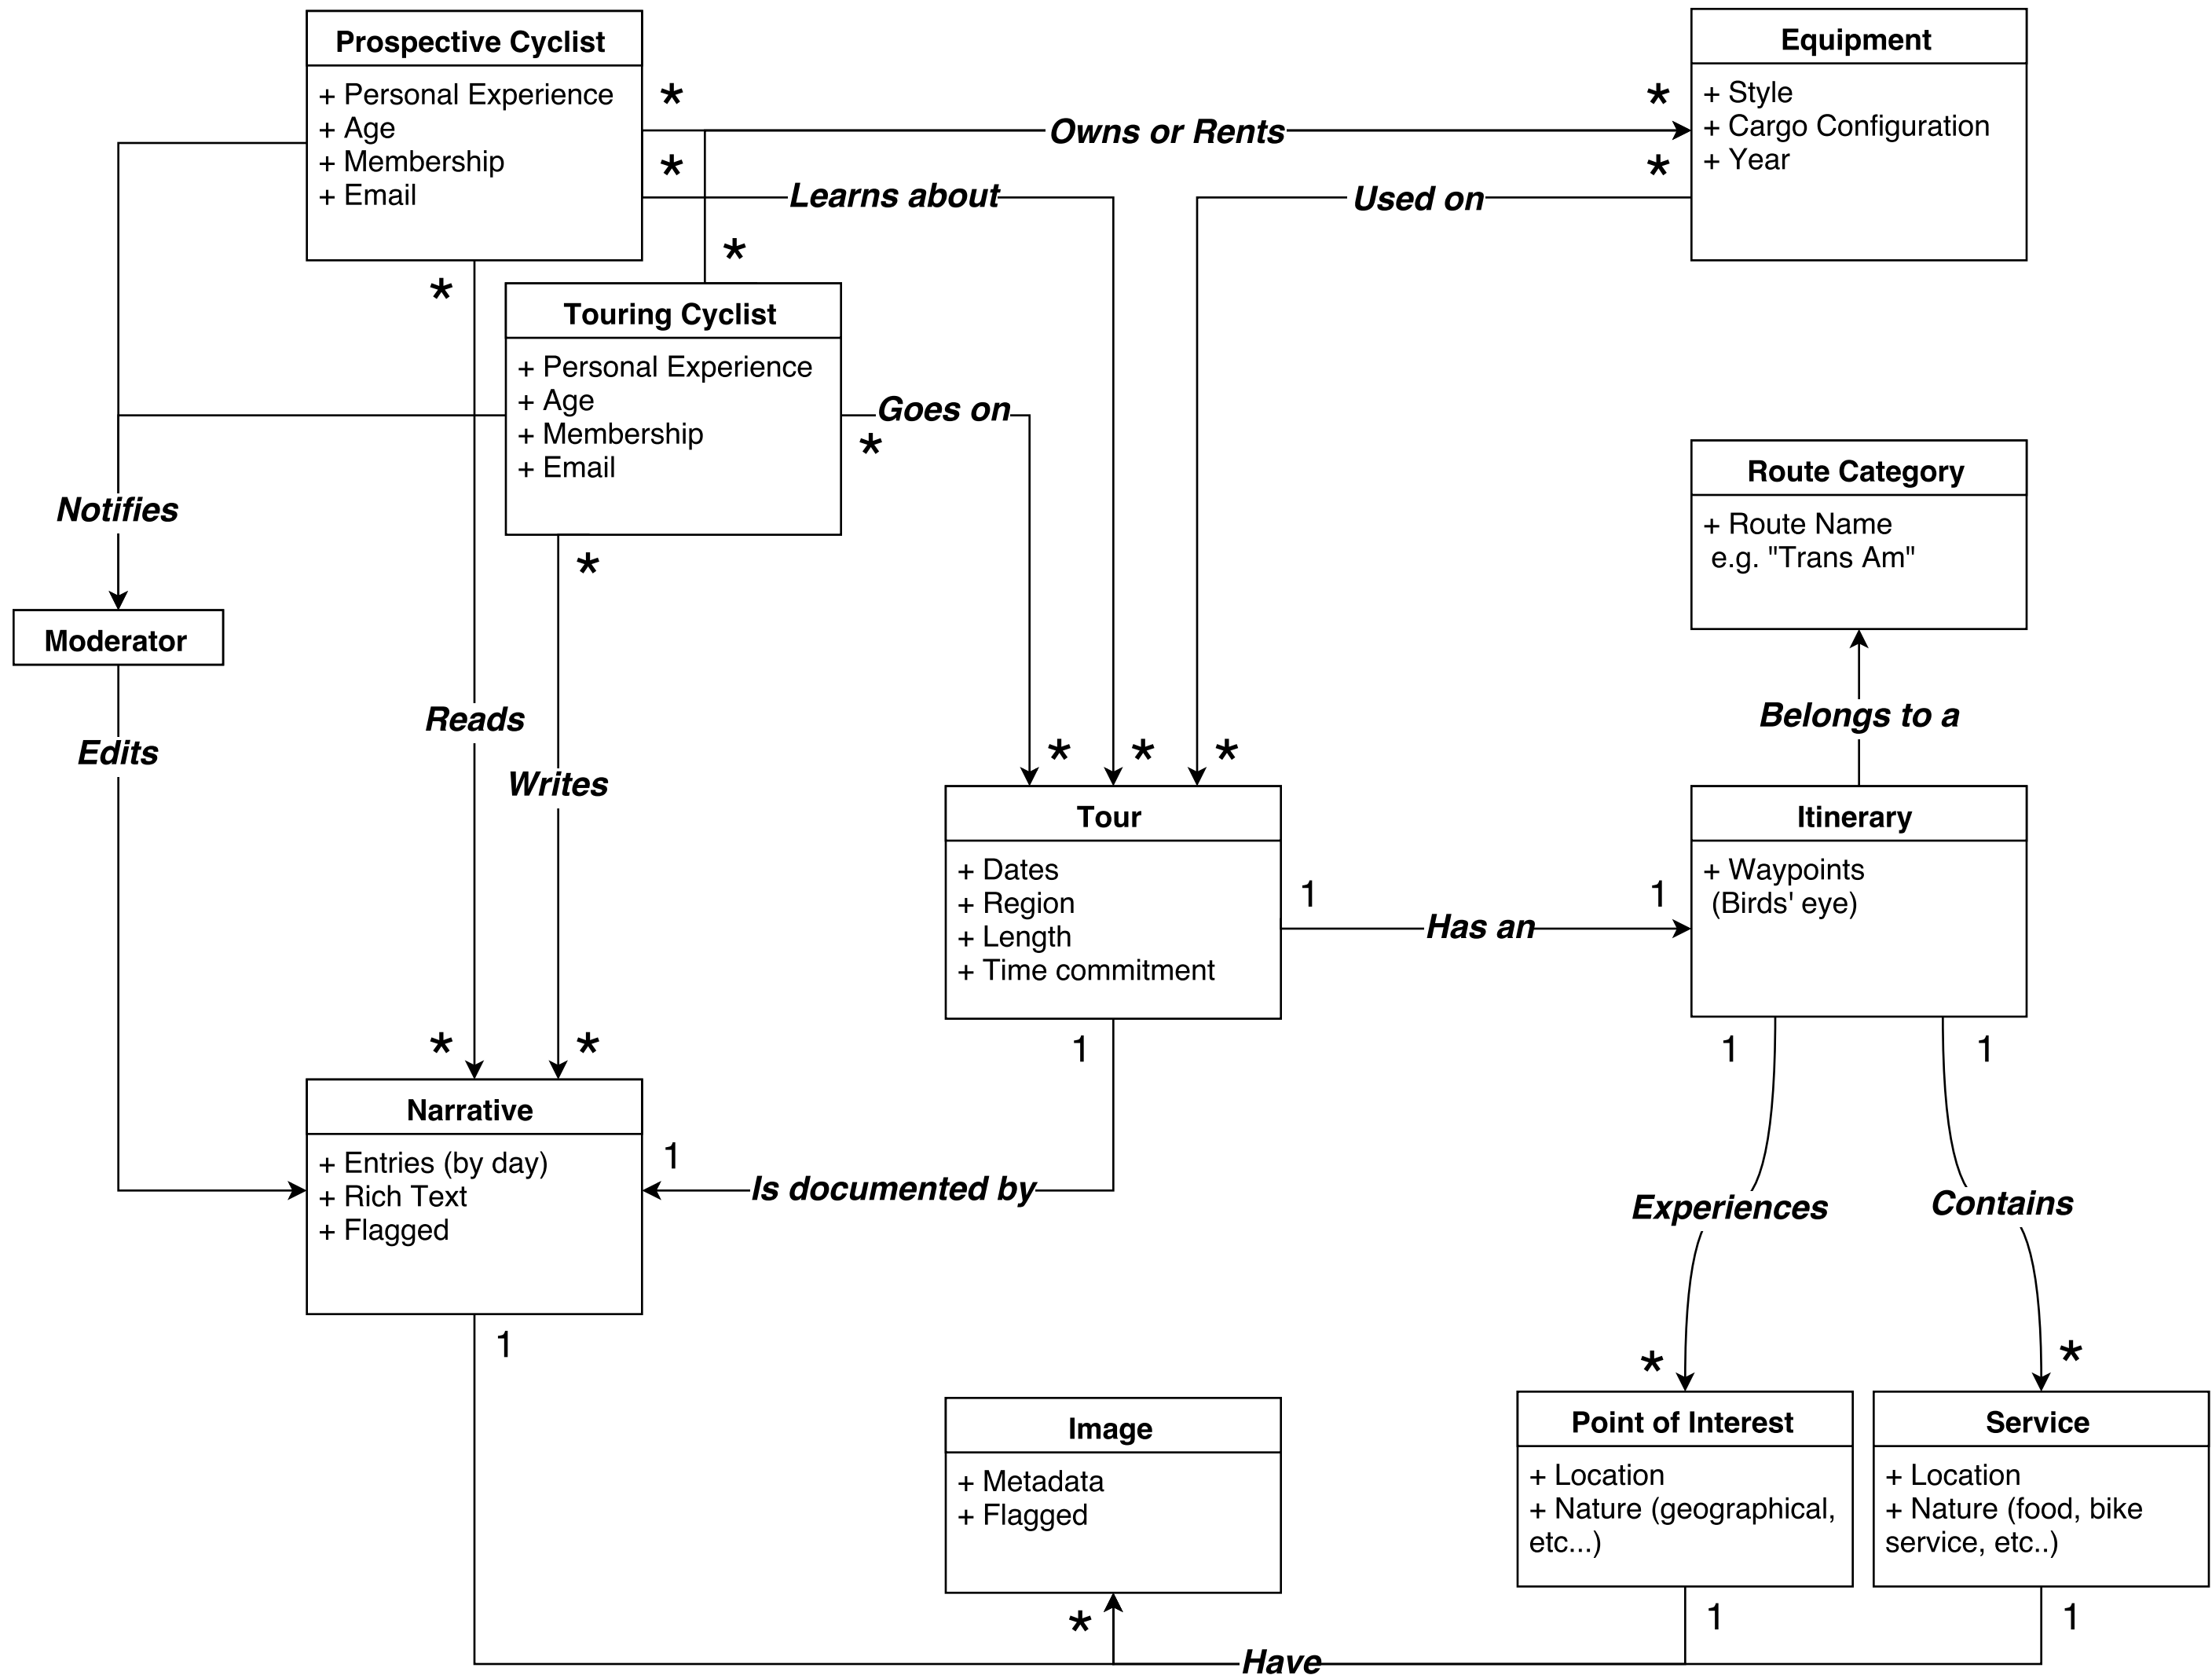 Prospective Cyclist
+ Personal Experience
+ Age
+ Membership
+ Email
*
*
*
Owns or Rents
Learns about
Equipment
+ Style
+ Cargo Configuration
+ Year
*
*
Used on
*
Touring Cyclist
+ Personal Experience
+ Age
+ Membership
+ Email
Goes on
*
*
Notifies
Moderator
Edits
Reads
Writes
Route Category
+ Route Name
e.g. "Trans Am"
Belongs to a
*
*
*
Tour
+ Dates
+ Region
+ Length
+ Time commitment
1
Has an
1
Itinerary
+ Waypoints
(Birds' eye)
*
*
1
1
1
Narrative
+ Entries (by day)
+ Rich Text
+ Flagged
1
Is documented by
Experiences
Contains
1
*
*
Image
+ Metadata
+ Flagged
Point of Interest
+ Location
+ Nature (geographical,
etc...)
Service
+ Location
+ Nature (food, bike
service, etc..)
*
1
1
Have